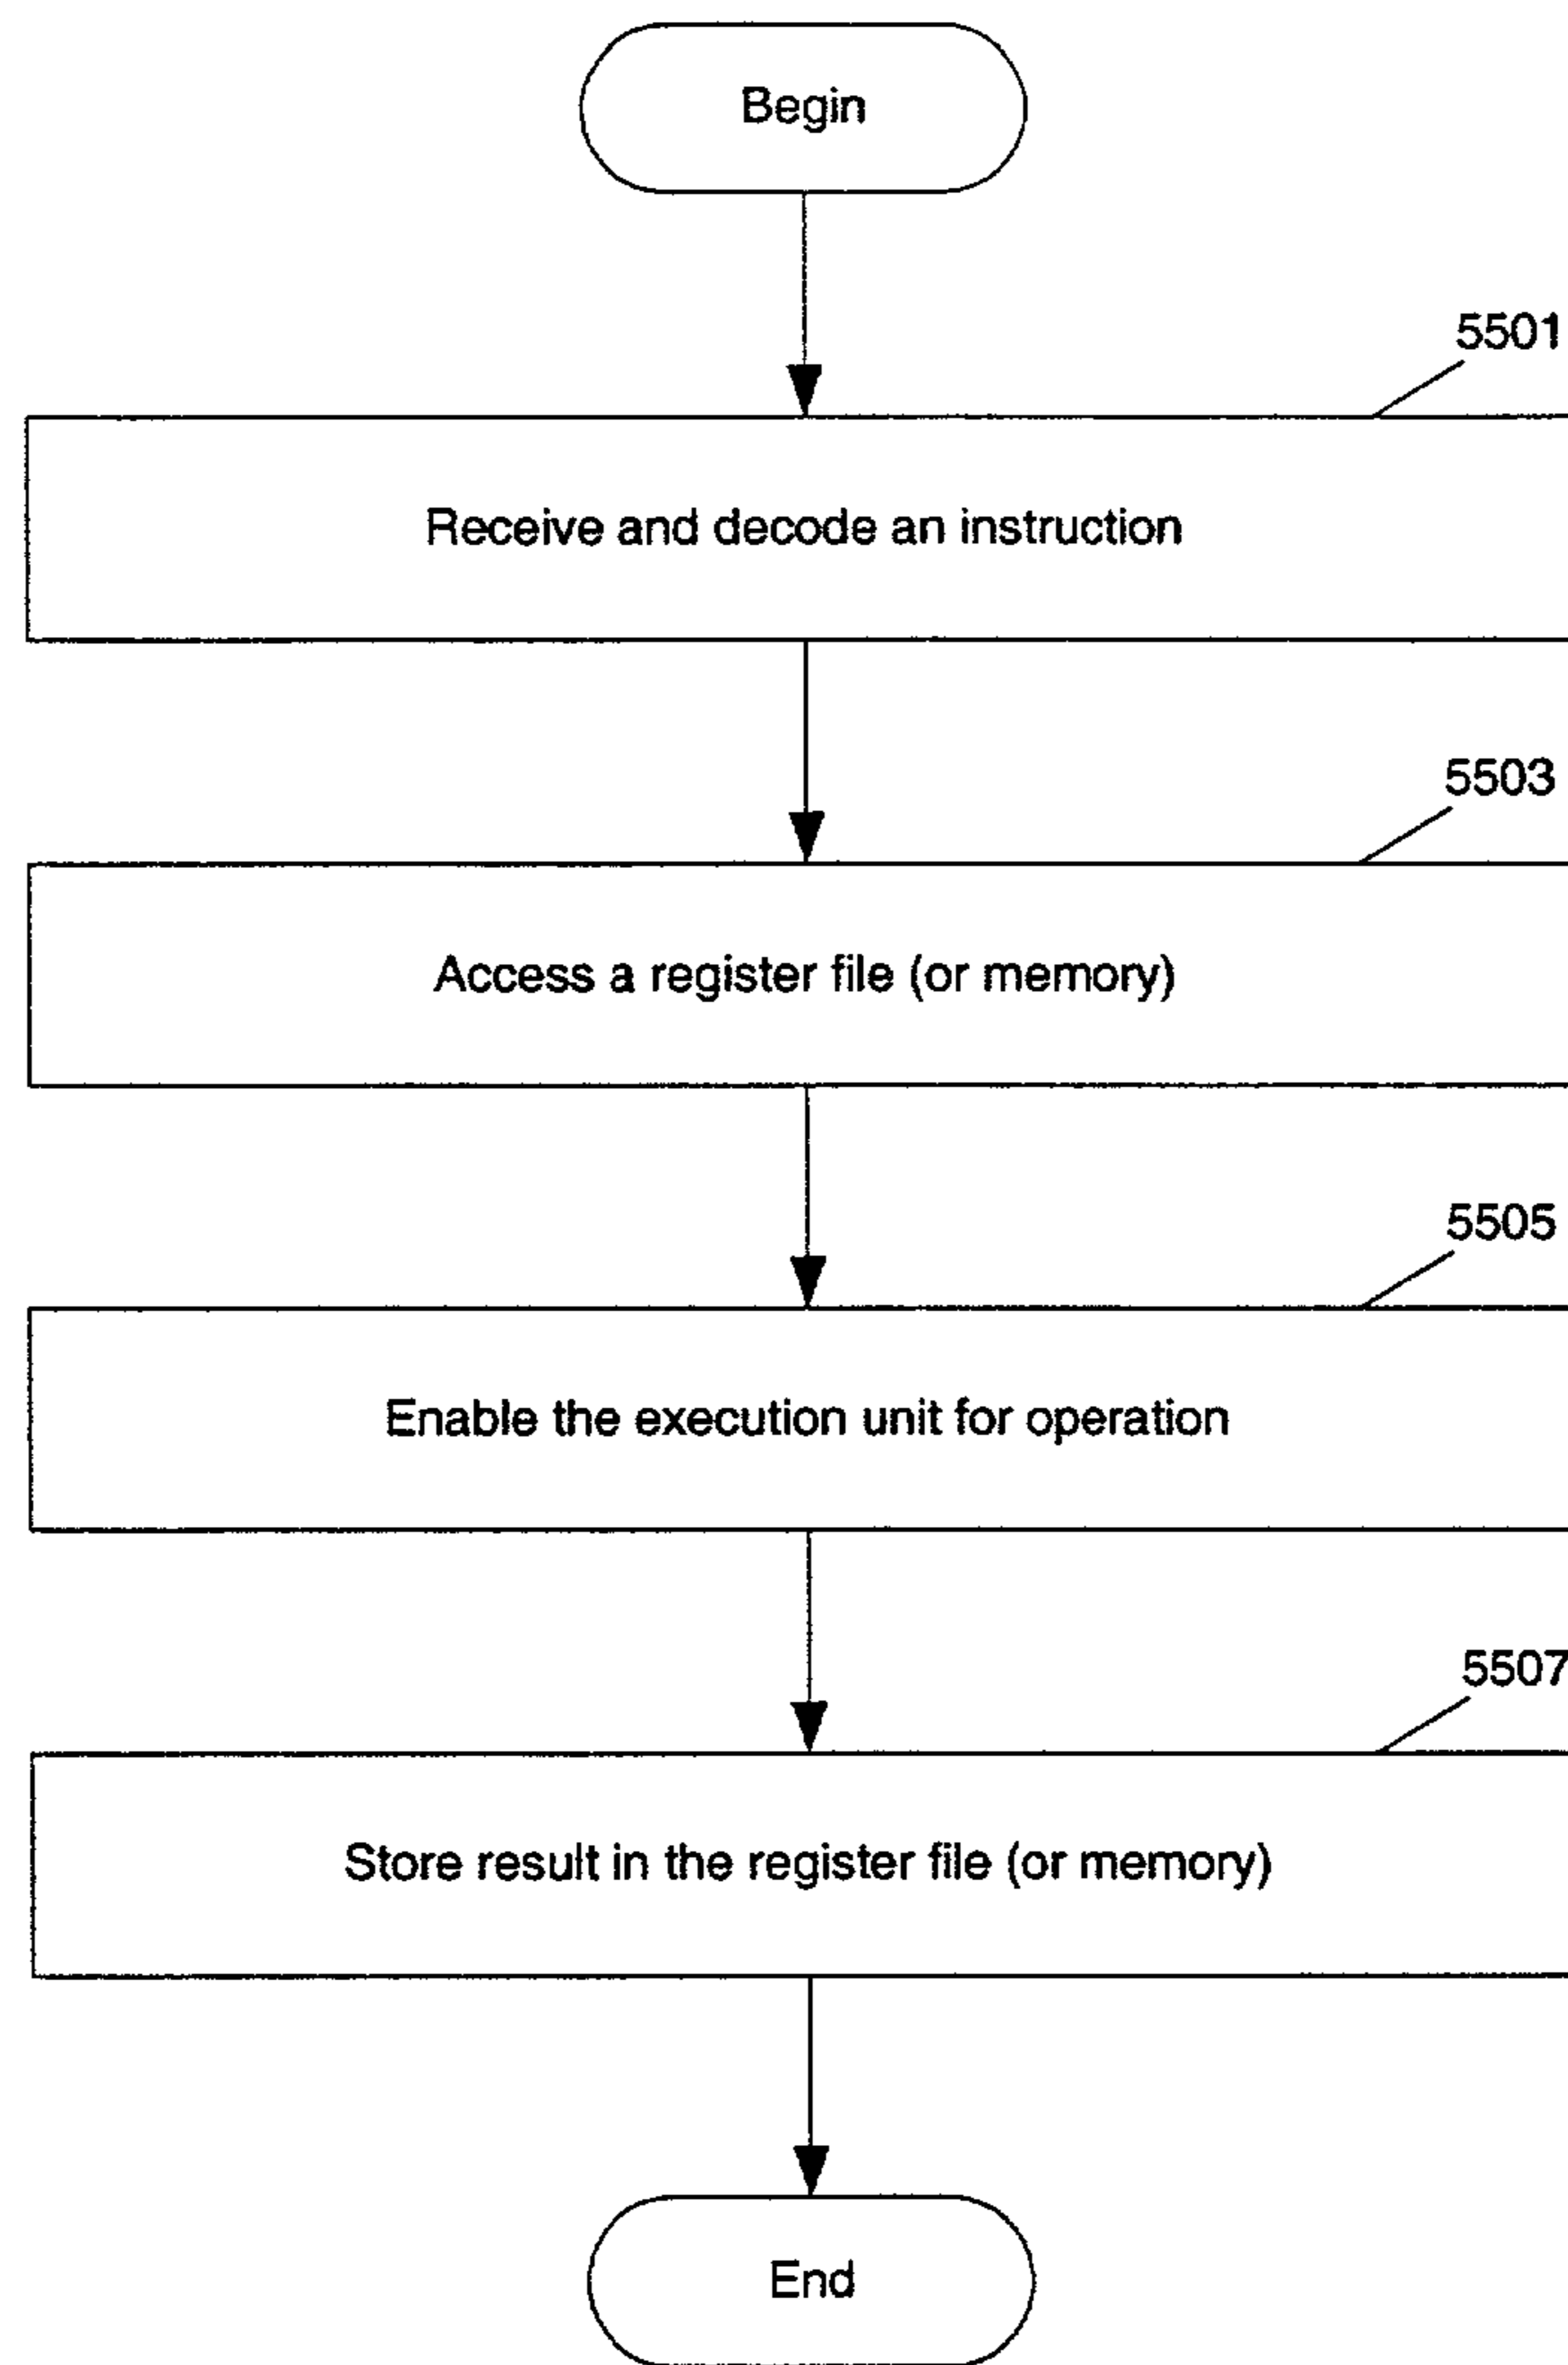 Begin
5501
Receive and decode an instruction
5503
Access a register file (or memory)
5505
Enable the execution unit for operation
5507
Store result in the register file (or memory)
End